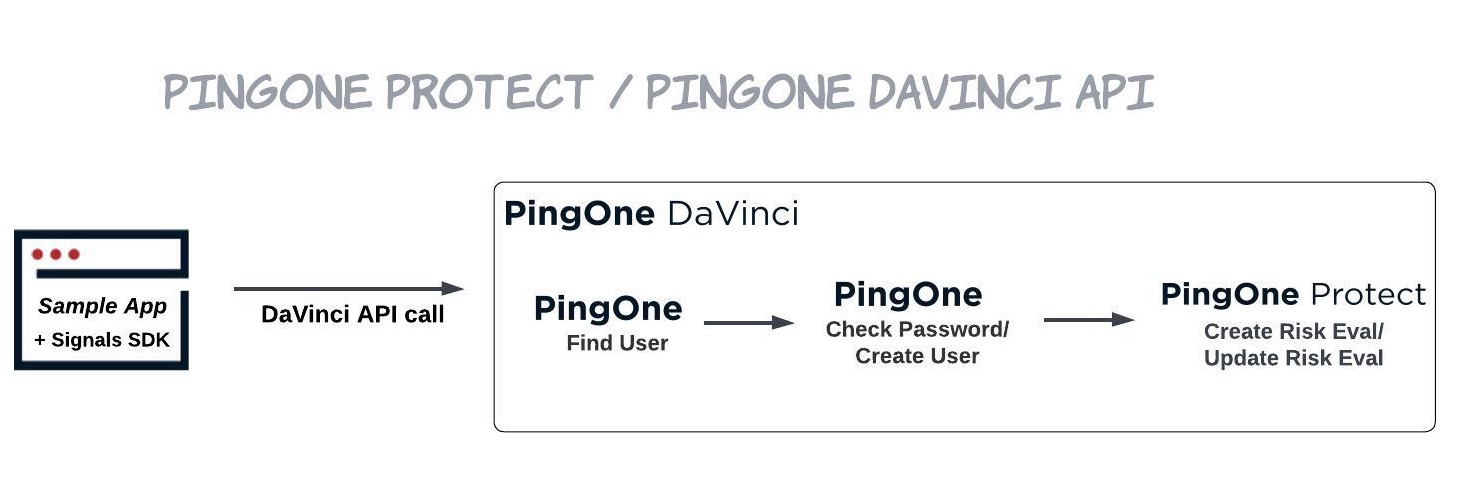 PINGONE PROTECT / PINGONE DAVINCI API
PingOne DaVinci
Sample App
+ Signals SDK
DaVinci API call
PingOne
Find User
PingOne
Check Password/
Create User
PingOne Protect
Create Risk Eval/
Update Risk Eval